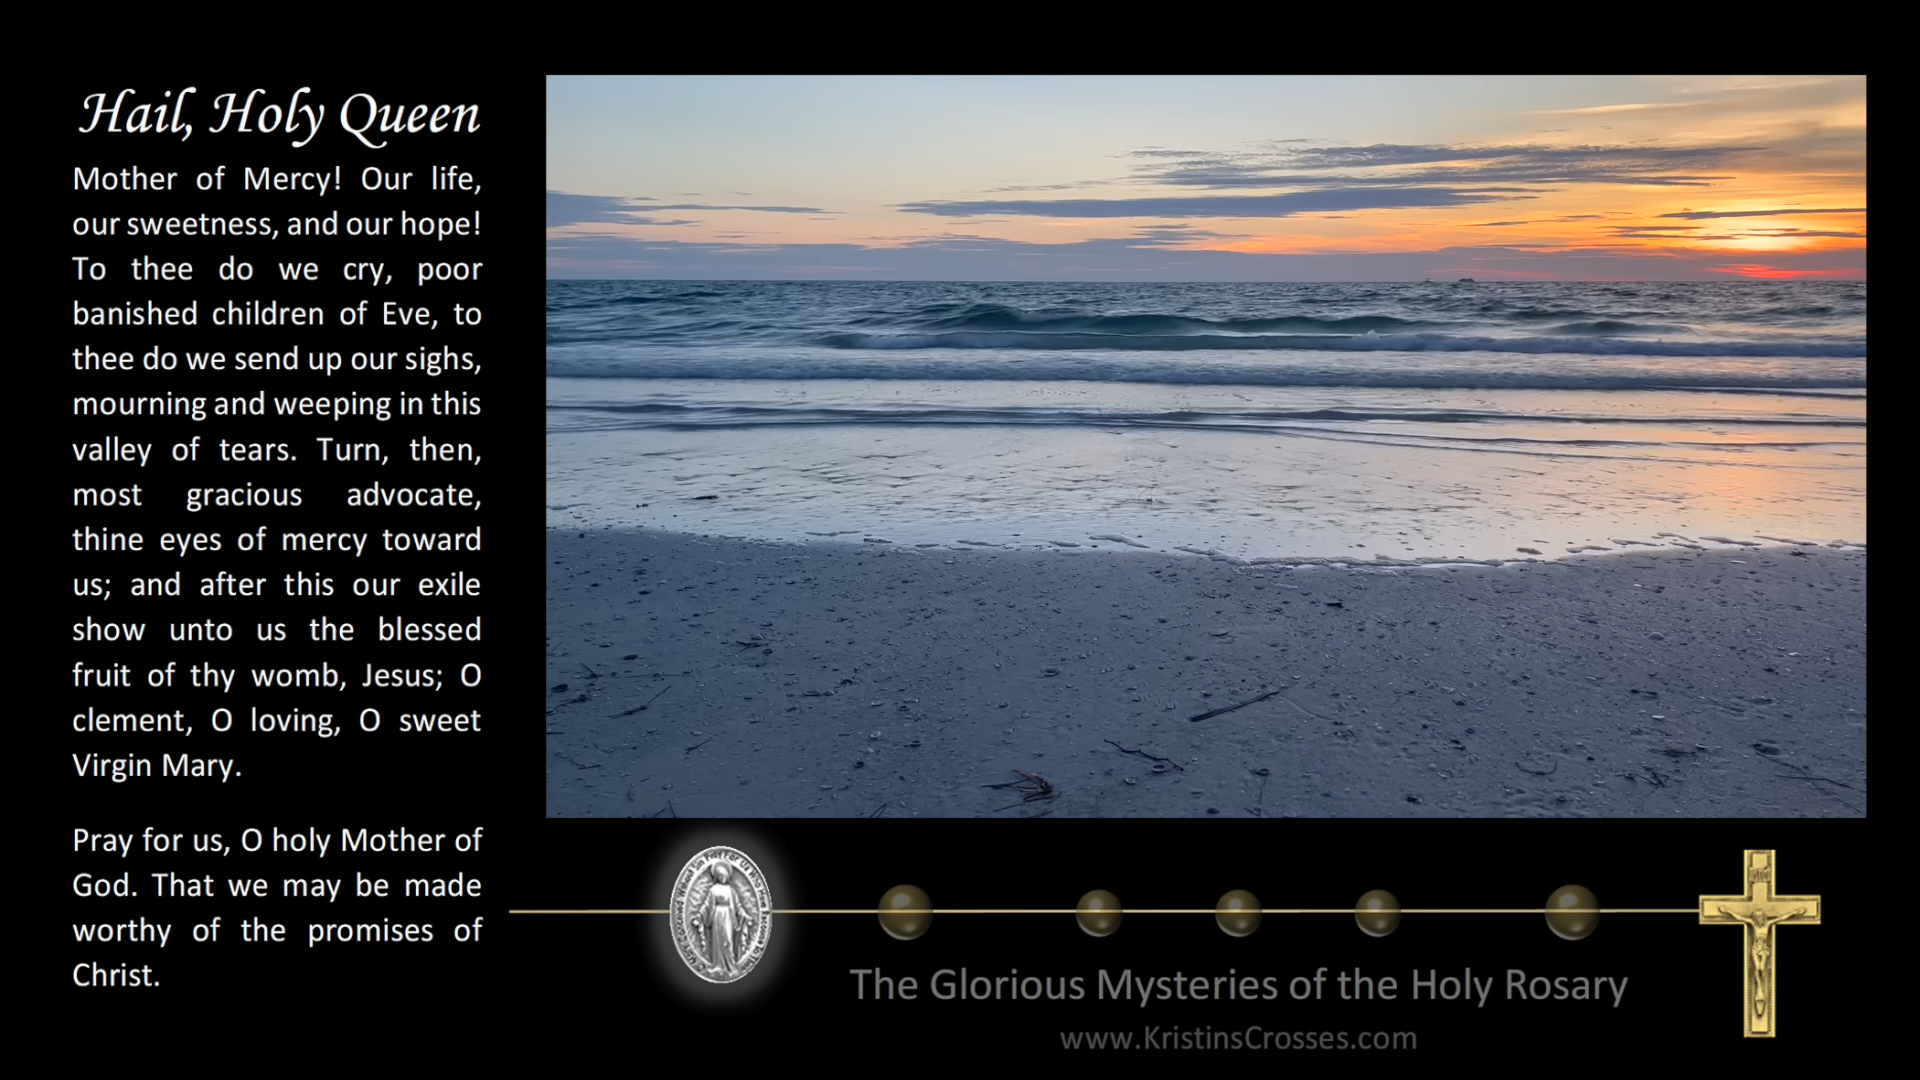 Hail, Holy Queen
Mother of Mercy! Our life,
our sweetness, and our hope!
To thee do we cry, poor
banished children of Eve, to
thee do we send up our sighs,
mourning and weeping in this
valley of tears. Turn, then,
most gracious advocate,
thine eyes of mercy toward
us; and after this our exile
show unto us the blessed
fruit of thy womb, Jesus; O
clement, O loving, O sweet
Virgin Mary.
Pray for us, O holy Mother of
God. That we may be made
worthy of the promises of
Christ.
The Glorious Mysteries of the Holy Rosary
www.KristinsCrosses.com